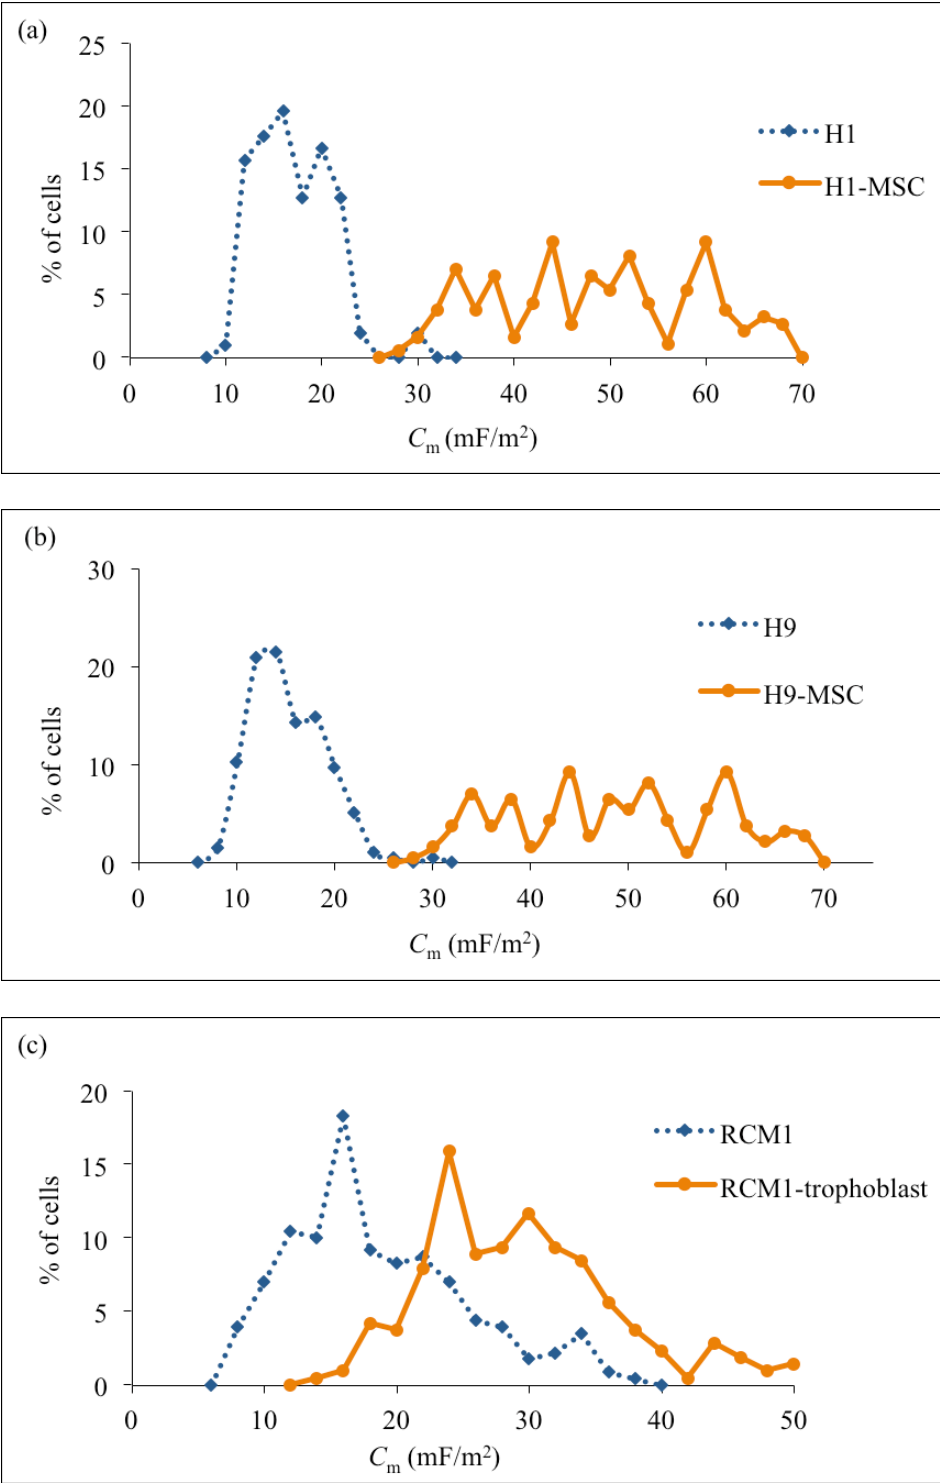 (a)
25
20
15
10
5
0
% of cells
H1
H1-MSC
0 10 20 30 40 50 60 70
Cm (mF/m²)
(b)
30
20
10
0
% of cells
H9
H9-MSC
0 10 20 30 40 50 60 70
Cm (mF/m²)
(c)
20
15
10
5
0
% of cells
RCM1
RCM1-trophoblast
0 10 20 30 40 50
Cm (mF/m²)